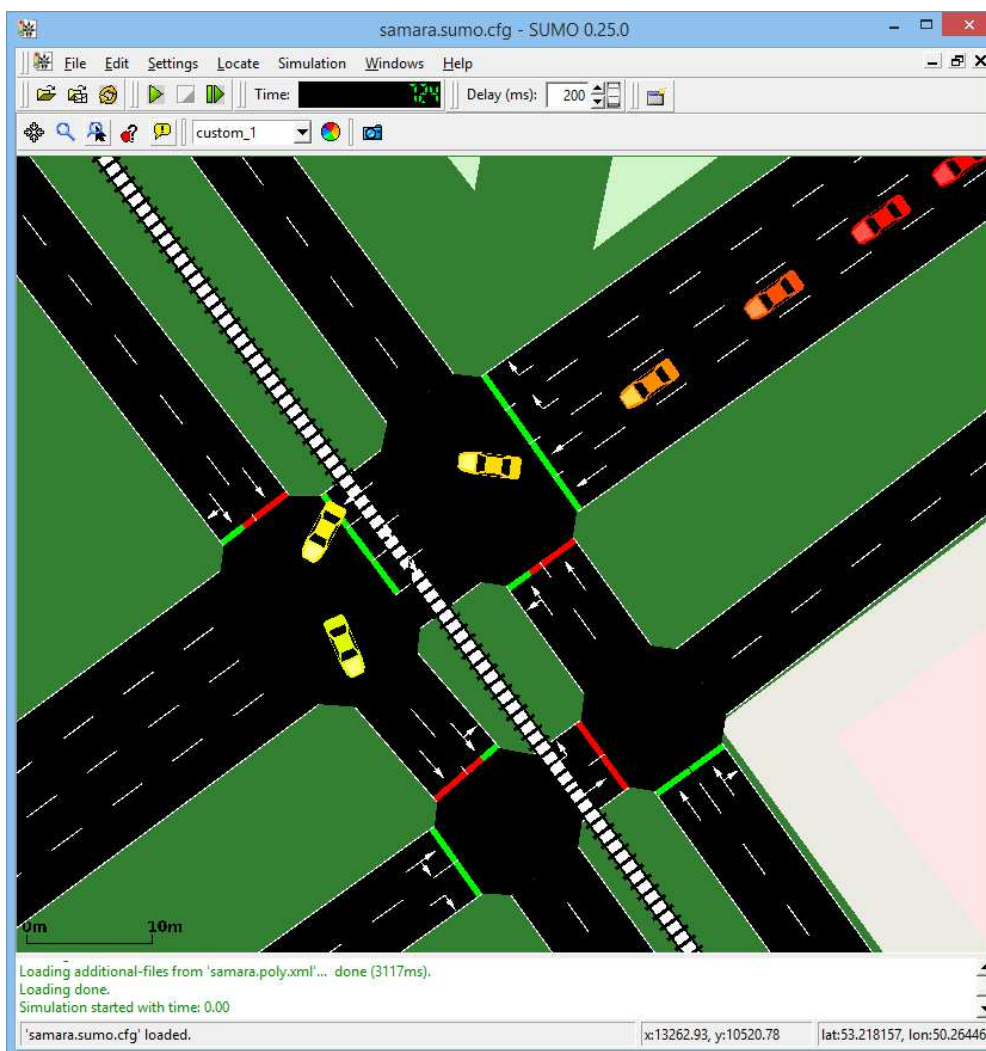 samara.sumo.cfg - SUMO 0.25.0
File Edit Settings Locate Simulation Windows Help
Time: 724 Delay (ms): 200
custom_1
0m 10m
Loading additional-files from 'samara.poly.xml'... done (3117ms).
Loading done.
Simulation started with time: 0.00
'samara.sumo.cfg' loaded. x:13262.93, y:10520.78 lat:53.218157, lon:50.26446